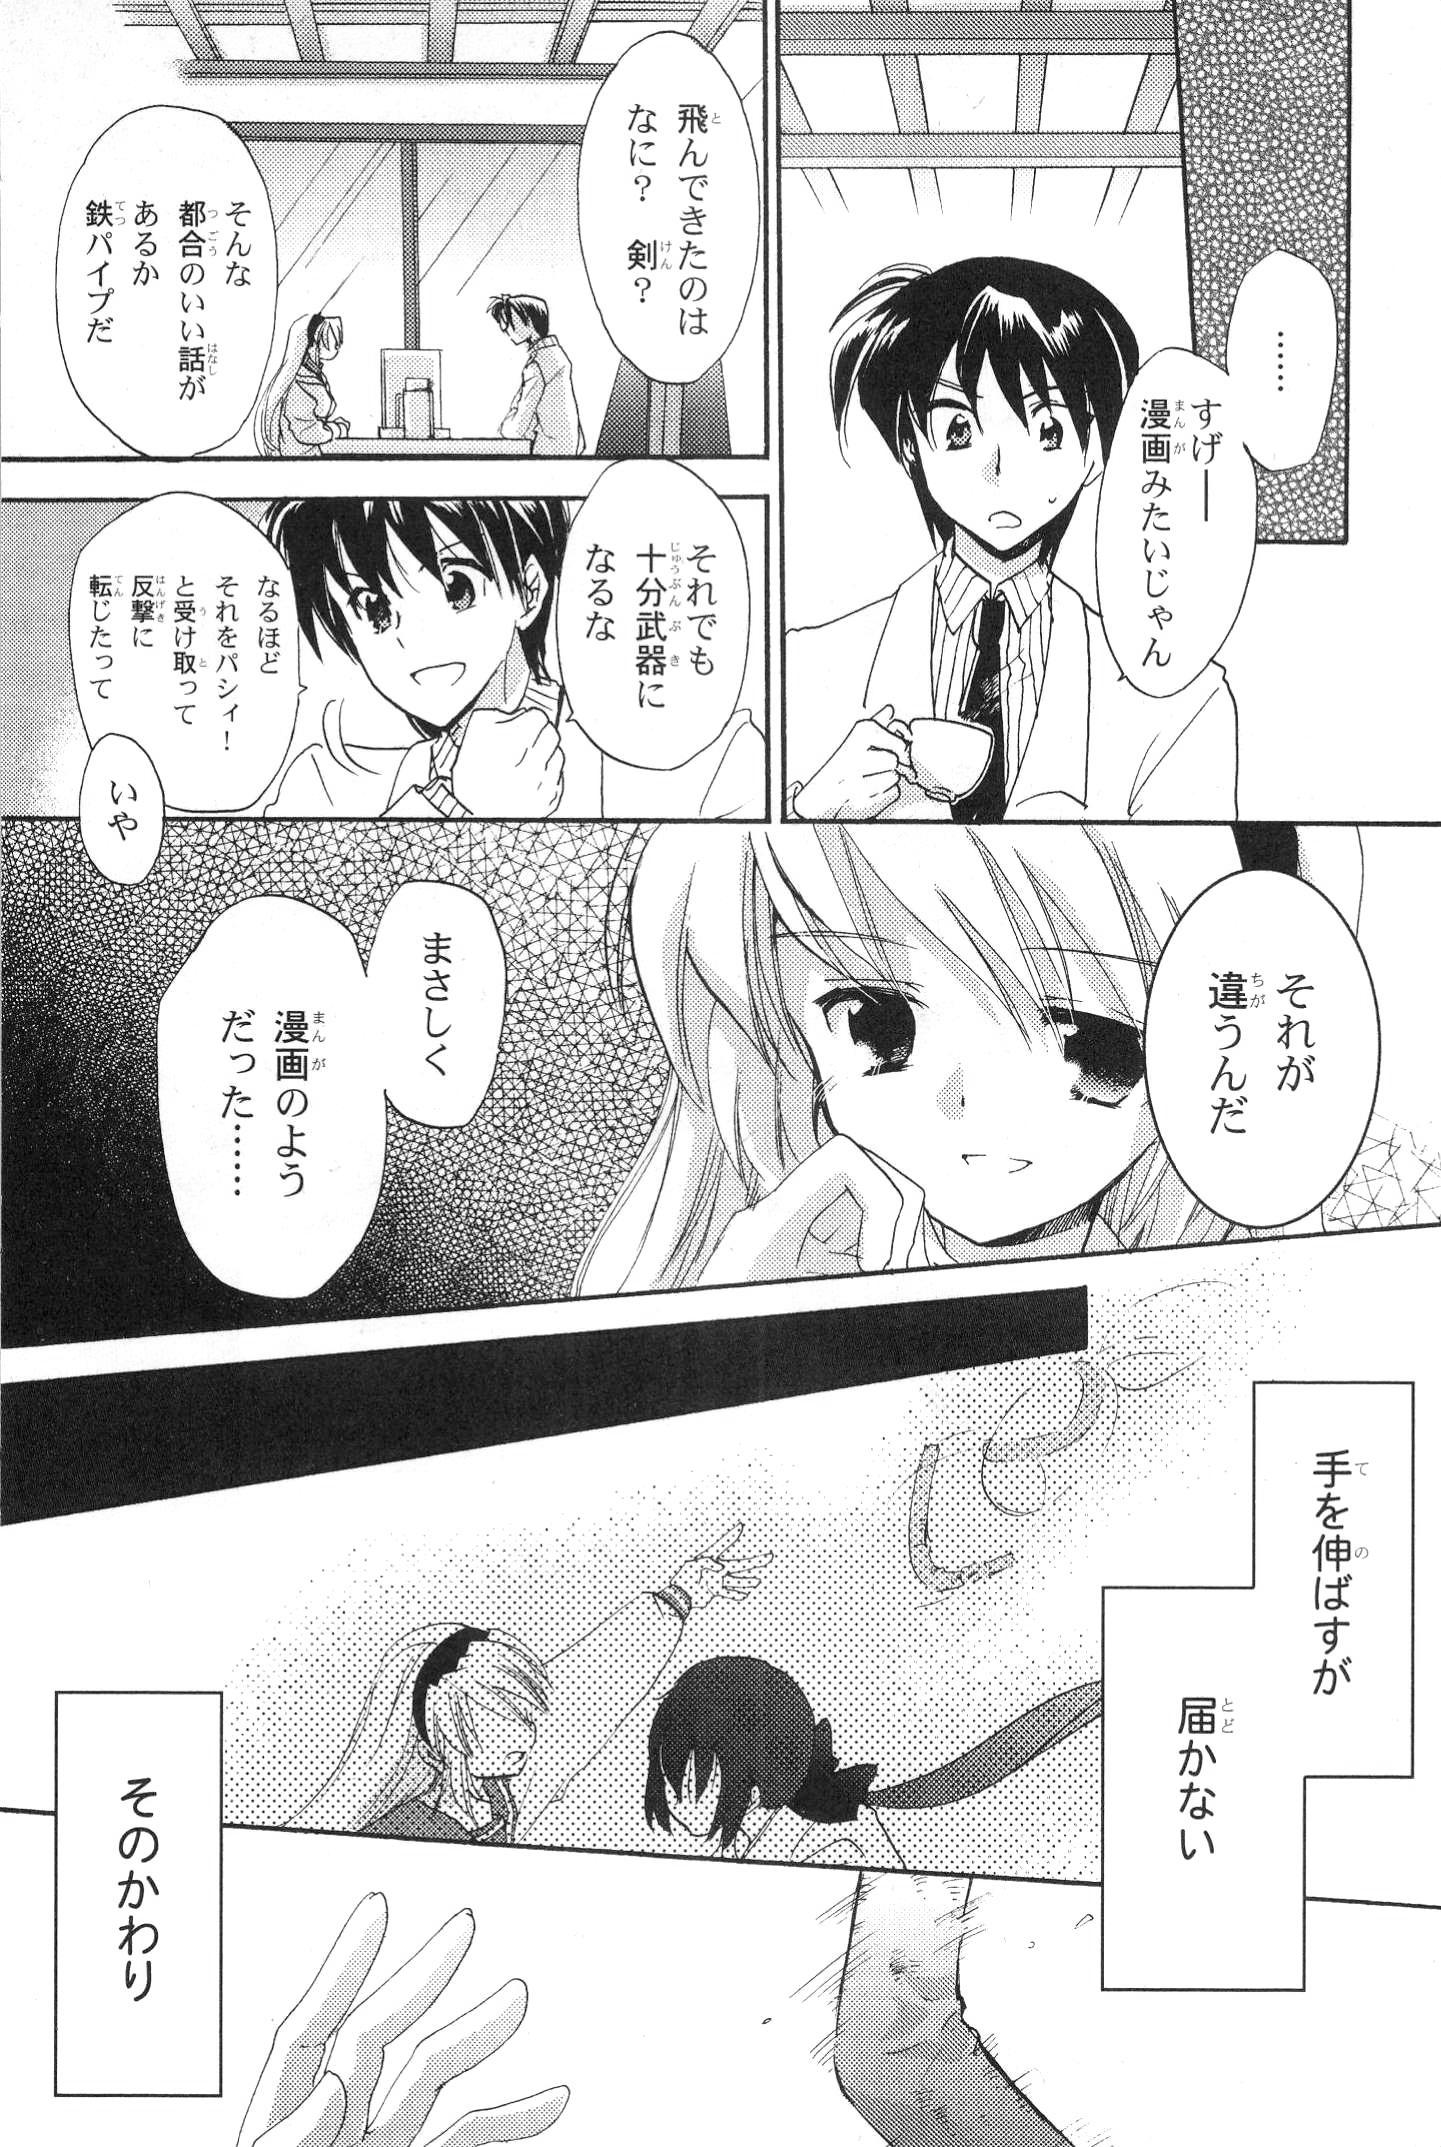 ……
すげー
漫画みたいじゃん
飛んできたのは
なに？　剣？
そんな
都合のいい話が
あるか
鉄パイプだ
それでも
十分武器に
なるな
なるほど
それをパシィ！
と受け取って
反撃に
転じたって
いや
それが
違うんだ
まさしく
漫画のよう
だった……
手を伸ばすが
届かない
そのかわり